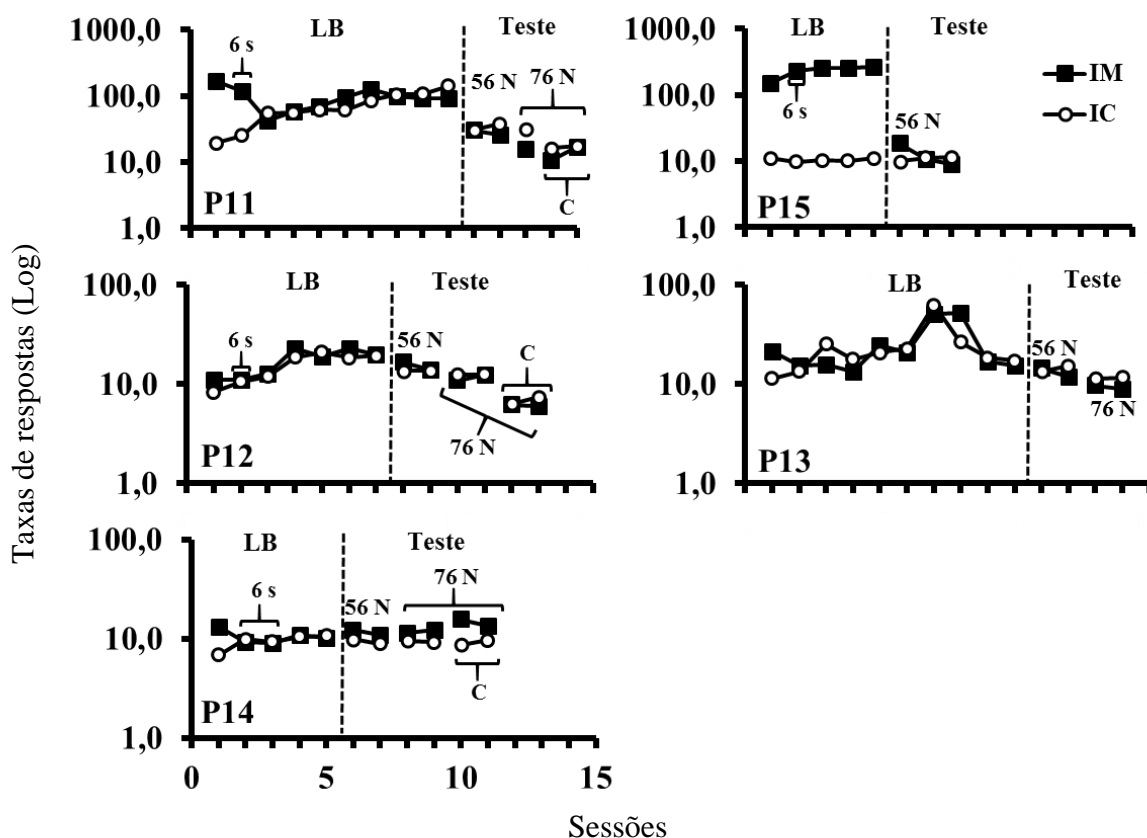 Taxas de respostas (Log)
1000,0
100,0
10,0
1,0
LB
Teste
6 s
56 N
76 N
C
P11
1000,0
100,0
10,0
1,0
LB
Teste
6 s
56 N
IM
IC
P15
100,0
10,0
1,0
LB
Teste
6 s
56 N
C
76 N
P12
100,0
10,0
1,0
LB
Teste
56 N
76 N
P13
100,0
10,0
1,0
LB
Teste
6 s
56 N
76 N
C
P14
0 5 10 15
Sessões